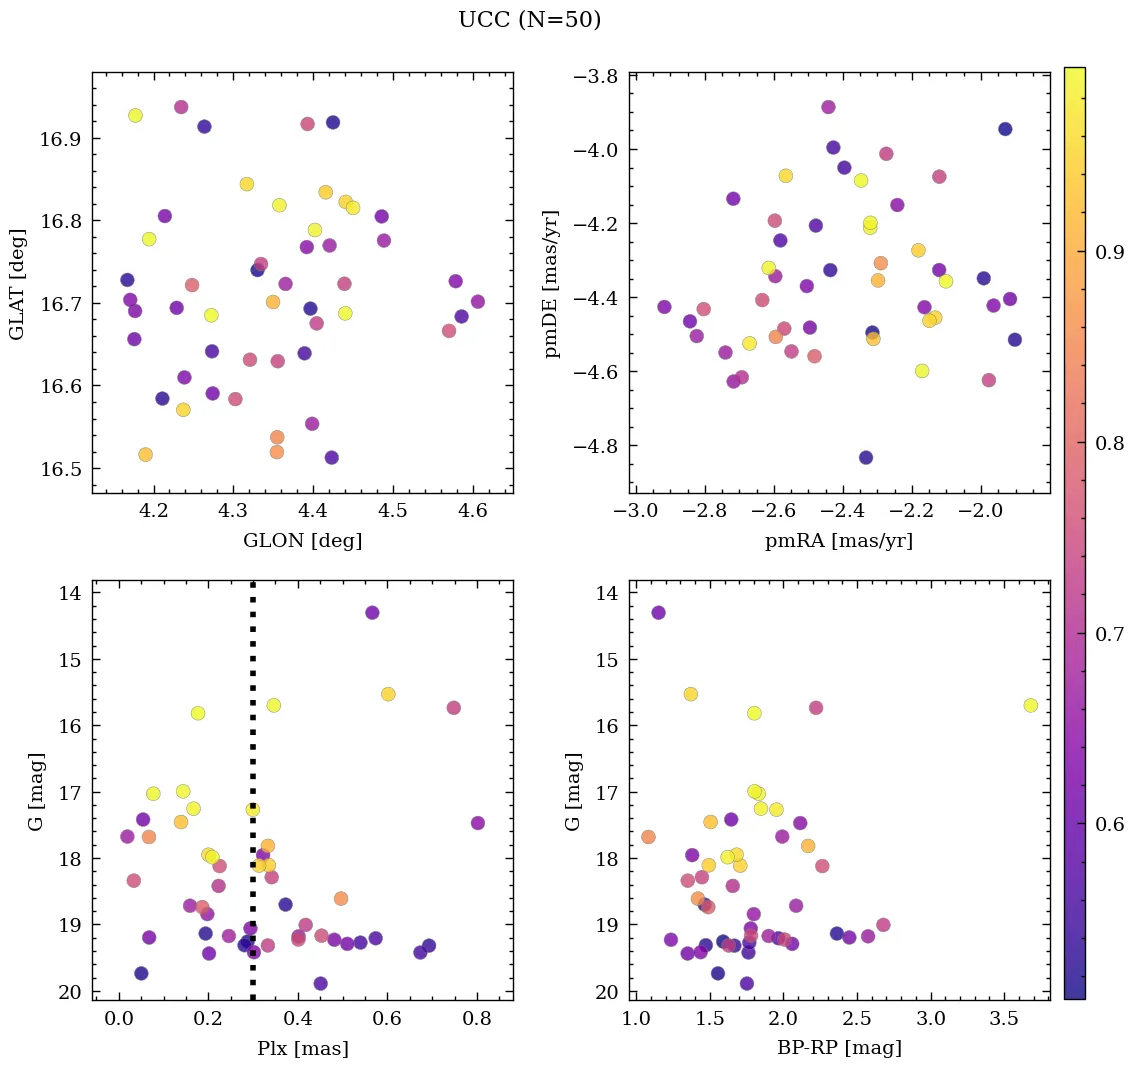 UCC (N=50)
16.9
16.8
16.7
16.6
16.5
GLAT [deg]
4.2 4.3 4.4 4.5 4.6
GLON [deg]
−3.8
−4.0
−4.2
−4.4
−4.6
−4.8
pmDE [mas/yr]
−3.0 −2.8 −2.6 −2.4 −2.2 −2.0
pmRA [mas/yr]
14
15
16
17
18
19
20
G [mag]
0.0 0.2 0.4 0.6 0.8
Plx [mas]
14
15
16
17
18
19
20
G [mag]
1.0 1.5 2.0 2.5 3.0 3.5
BP-RP [mag]
0.9
0.8
0.7
0.6